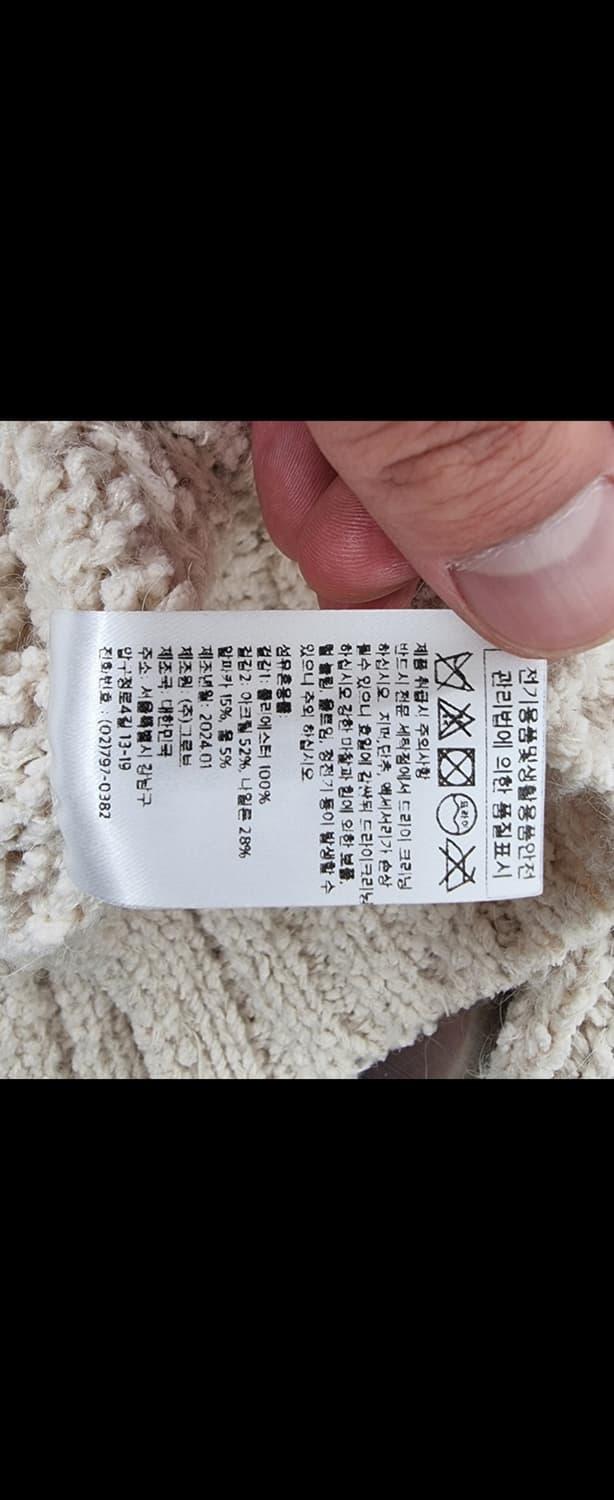 전기용품및생활용품안전
관리법에 의한 품질표시
드라이
제품 취급시 주의사항
반드시 전문 세탁점에서 드라이 크리닝
하십시오. 지퍼,단추, 액세서리가 손상
될수 있으니 호일에 감싼뒤 드라이크리닝
하십시오 강한 마찰과 힘에 의한 보풀,
뜯김, 정전기 등이 발생할 수
있으니 주의 하십시오
섬유혼용률:
겉감1: 폴리에스터 100%
겉감2: 아크릴 52%, 나일론 28%
알파카 15%, 울 5%
제조년월: 2024.01
제조원: (주)그로브
제조국: 대한민국
주소: 서울특별시 강남구
압구정로4길 13-19
전화번호 : (02)797-0382